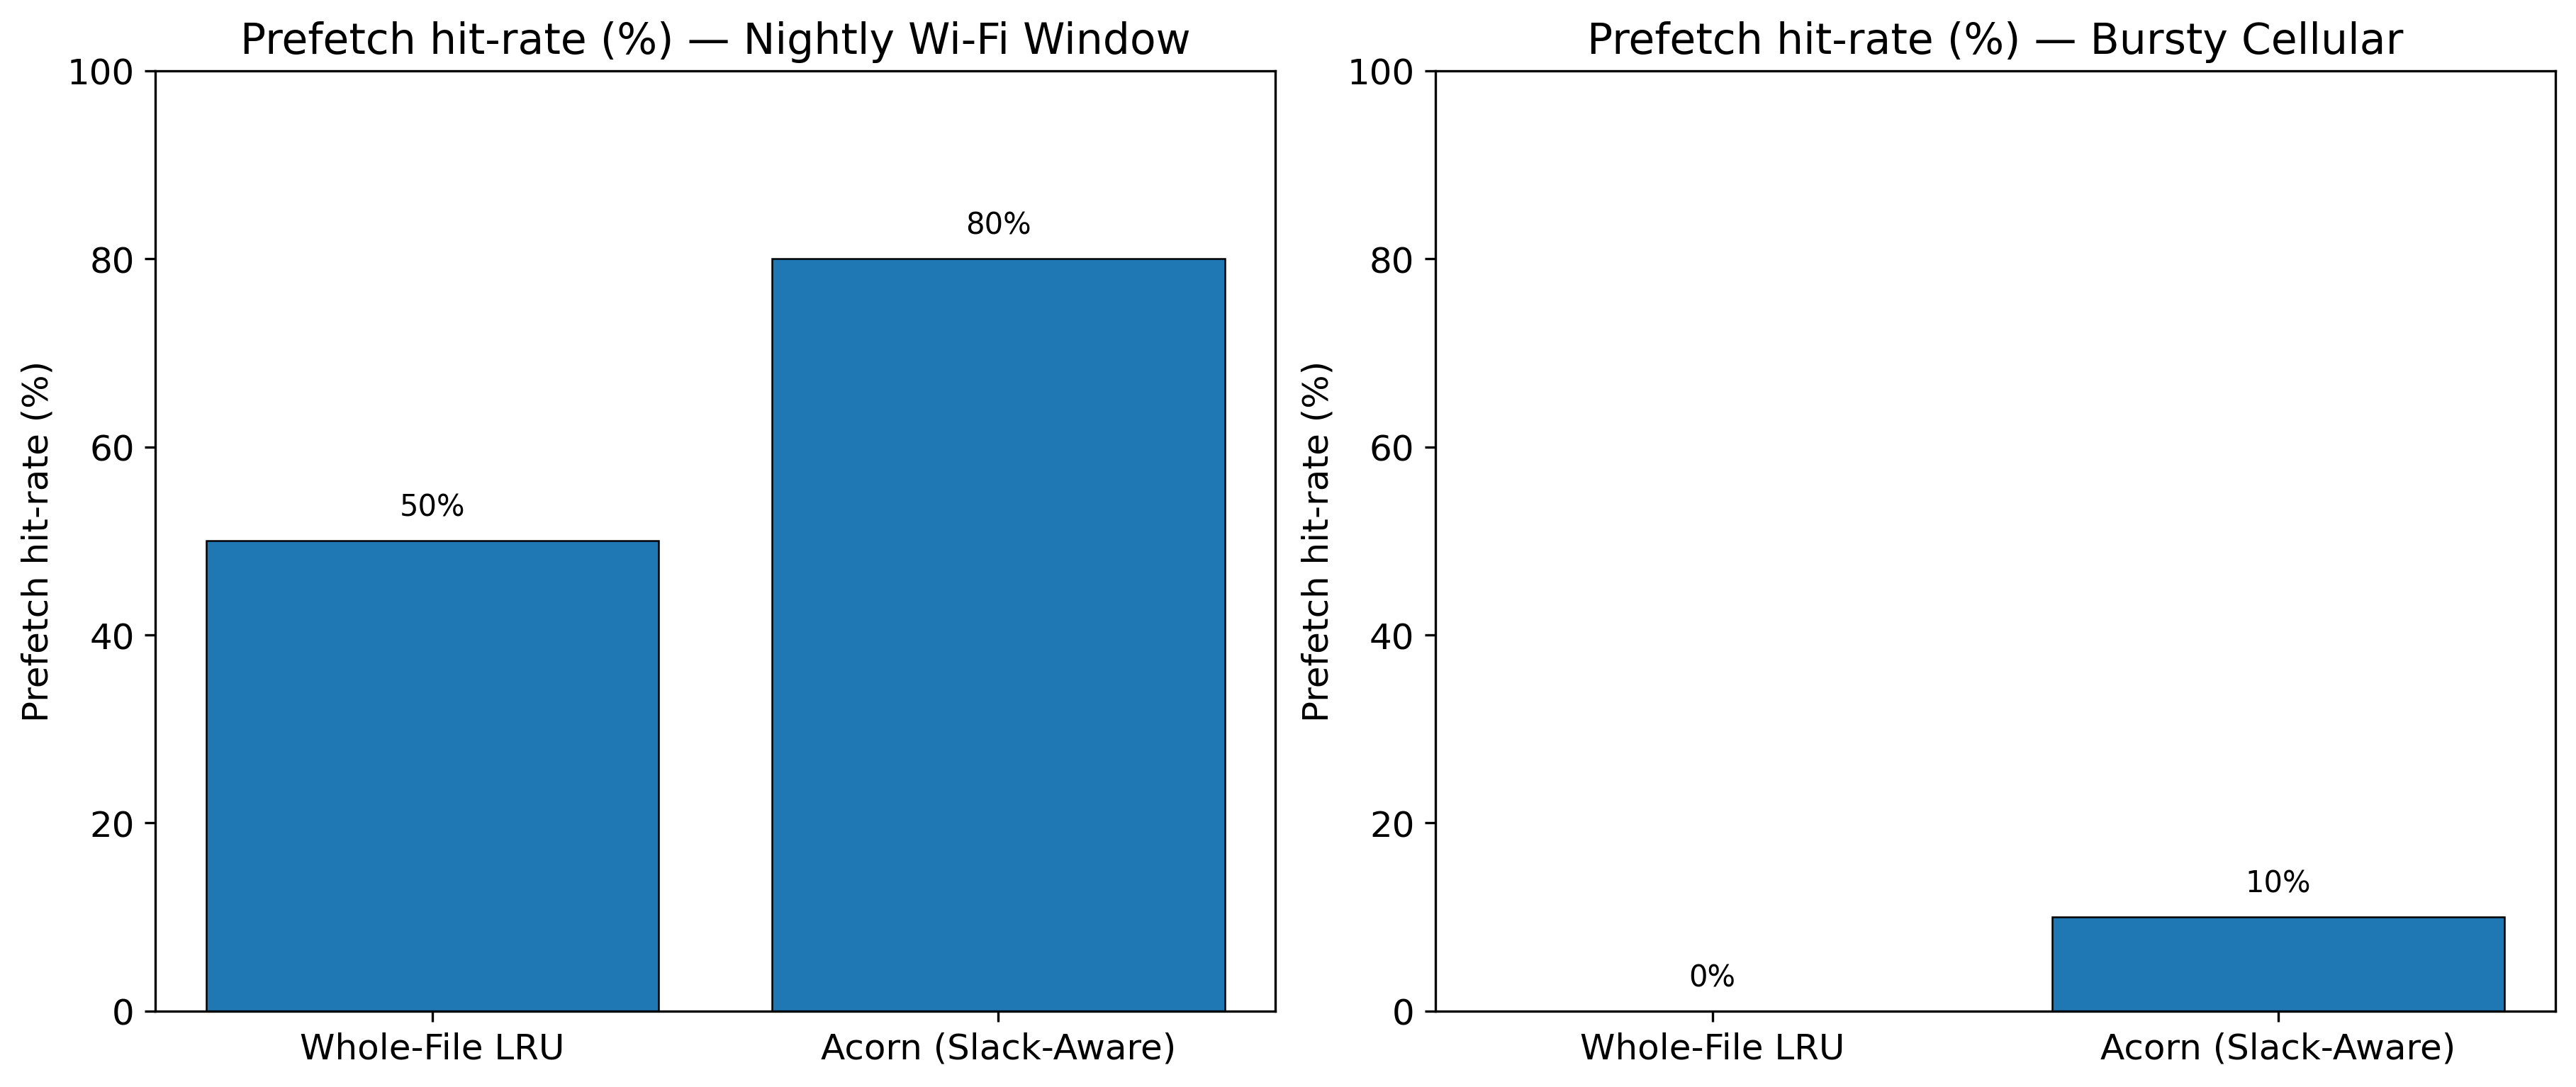 Prefetch hit-rate (%) — Nightly Wi-Fi Window
Prefetch hit-rate (%)
100
80
60
40
20
0
50%
80%
Whole-File LRU
Acorn (Slack-Aware)
Prefetch hit-rate (%) — Bursty Cellular
Prefetch hit-rate (%)
100
80
60
40
20
0
0%
10%
Whole-File LRU
Acorn (Slack-Aware)